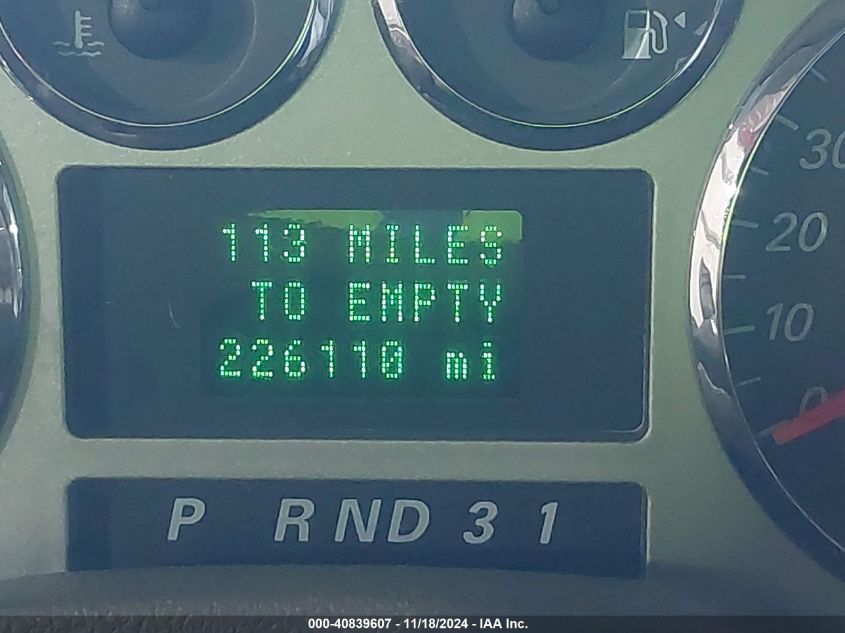 113 MILES
TO EMPTY
226110 mi
P RND 3 1
30
20
10
0
000-40839607 - 11/18/2024 - IAA Inc.